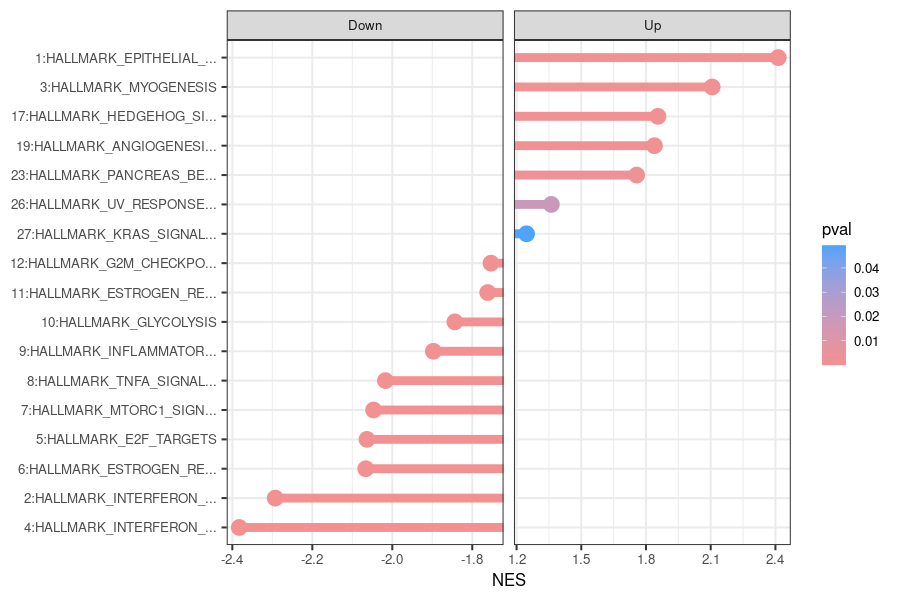 Down
Up
1:HALLMARK_EPITHELIAL_...
3:HALLMARK_MYOGENESIS
17:HALLMARK_HEDGEHOG_SI...
19:HALLMARK_ANGIOGENESI...
23:HALLMARK_PANCREAS_BE...
26:HALLMARK_UV_RESPONSE...
27:HALLMARK_KRAS_SIGNAL...
12:HALLMARK_G2M_CHECKPO...
11:HALLMARK_ESTROGEN_RE...
10:HALLMARK_GLYCOLYSIS
9:HALLMARK_INFLAMMATOR...
8:HALLMARK_TNFA_SIGNAL...
7:HALLMARK_MTORC1_SIGN...
5:HALLMARK_E2F_TARGETS
6:HALLMARK_ESTROGEN_RE...
2:HALLMARK_INTERFERON_...
4:HALLMARK_INTERFERON_...
-2.4 -2.2 -2.0 -1.8
1.2 1.5 1.8 2.1 2.4
NES
pval
0.04
0.03
0.02
0.01